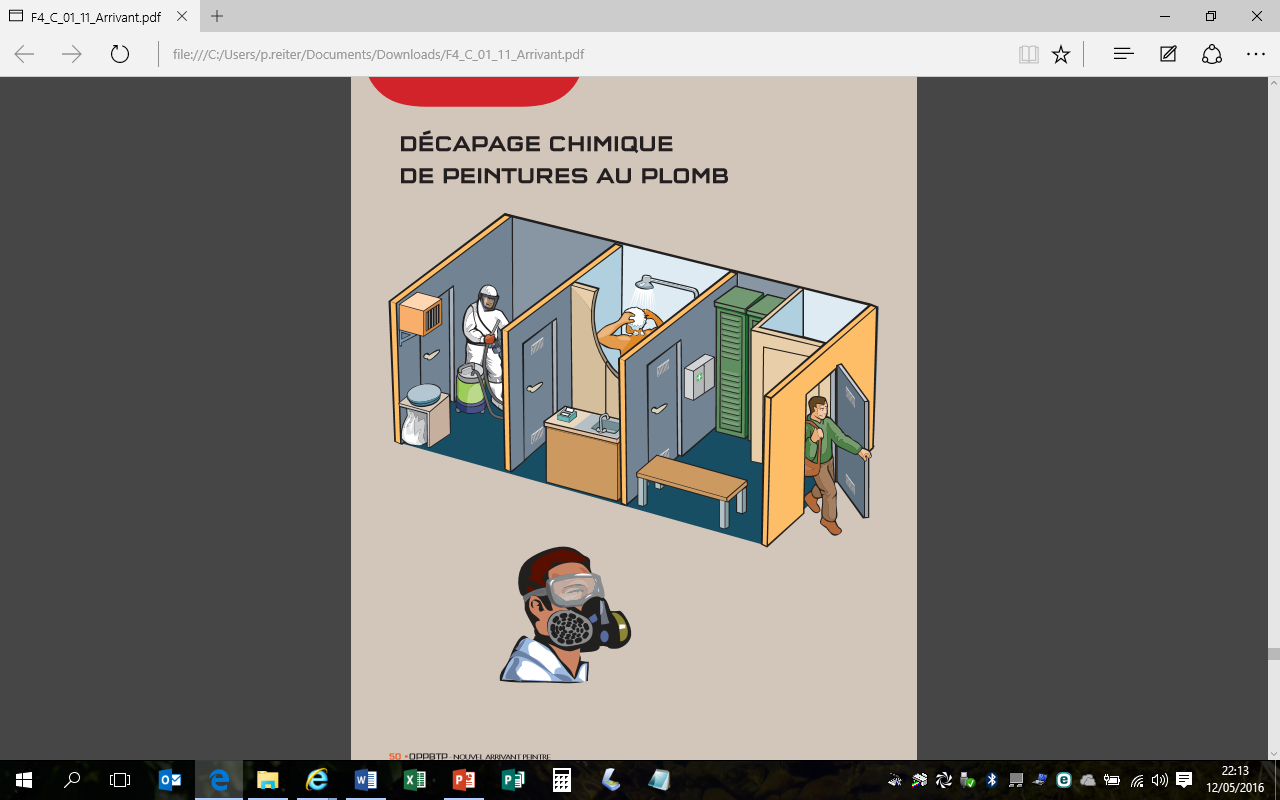 F4_C_01_11_Arrivant.pdf
file:///C:/Users/p.reiter/Documents/Downloads/F4_C_01_11_Arrivant.pdf
DÉCAPAGE CHIMIQUE
DE PEINTURES AU PLOMB
50 • OPPBTP - NOUVEL ARRIVANT PEINTRE
22:13
12/05/2016